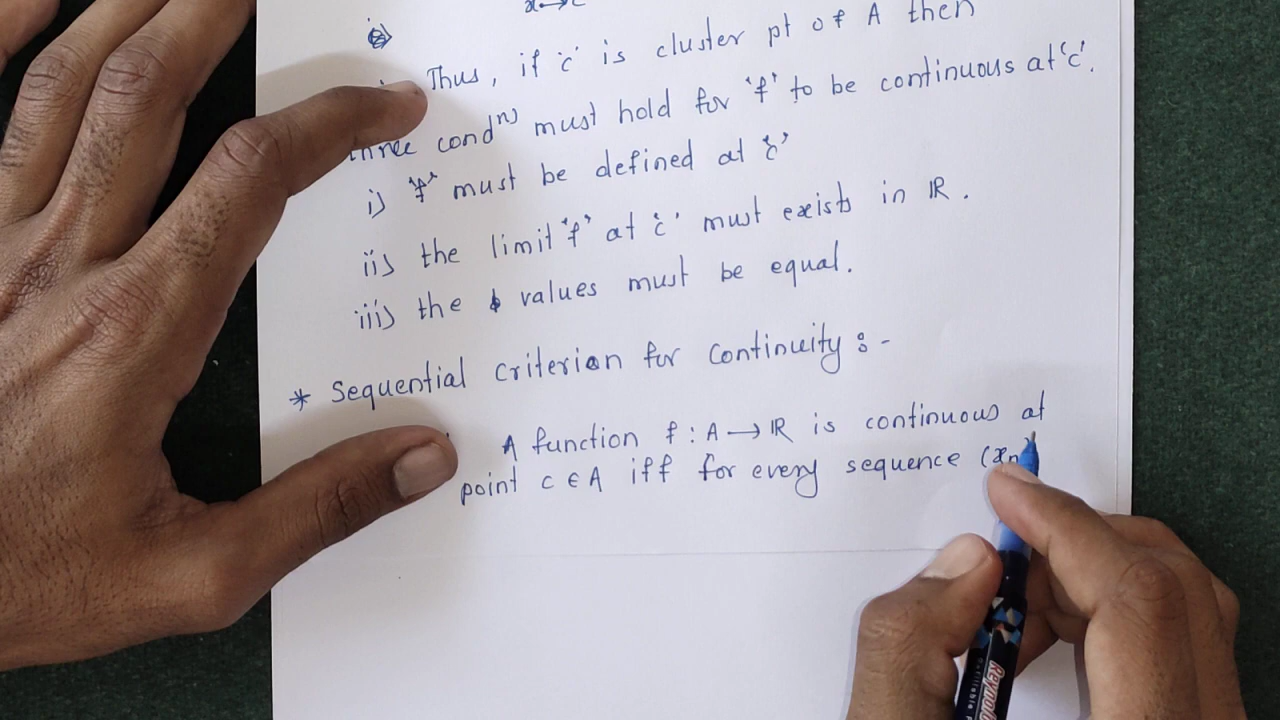 x→c
Thus, if 'c' is cluster pt of A then
three condⁿ) must hold for 'f' to be continuous at 'c'.
i) 'f' must be defined at 'c'
ii) the limit 'f' at 'c' must exists in ℝ.
iii) the values must be equal.
* Sequential criterion for Continuity :-
A function f : A → ℝ is continuous at
point c ∈ A iff for every sequence (xn)
Reynol